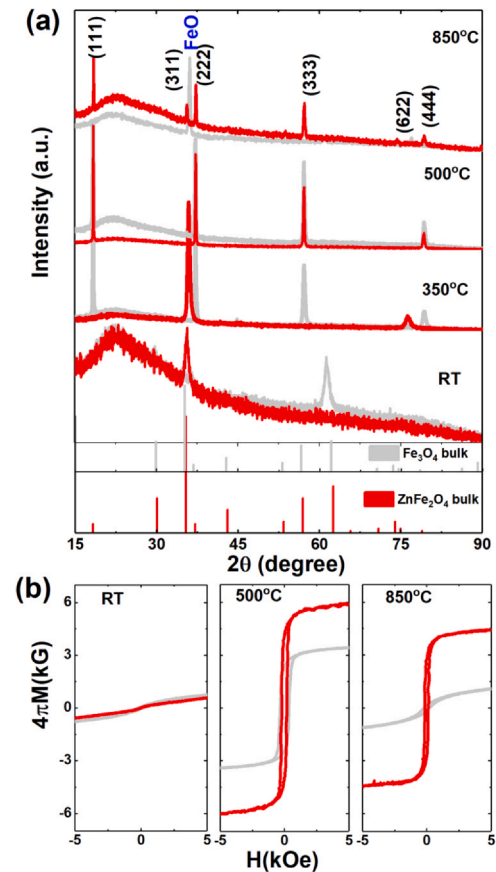 (a)
(111)
(311)
FeO
(222)
(333)
(622)
(444)
850°C
500°C
350°C
RT
Intensity (a.u.)
Fe₃O₄ bulk
ZnFe₂O₄ bulk
15 30 45 60 75 90
2θ (degree)
(b)
RT
500°C
850°C
4πM(kG)
6
3
0
-3
-6
-5 0 5 -5 0 5 -5 0 5
H(kOe)